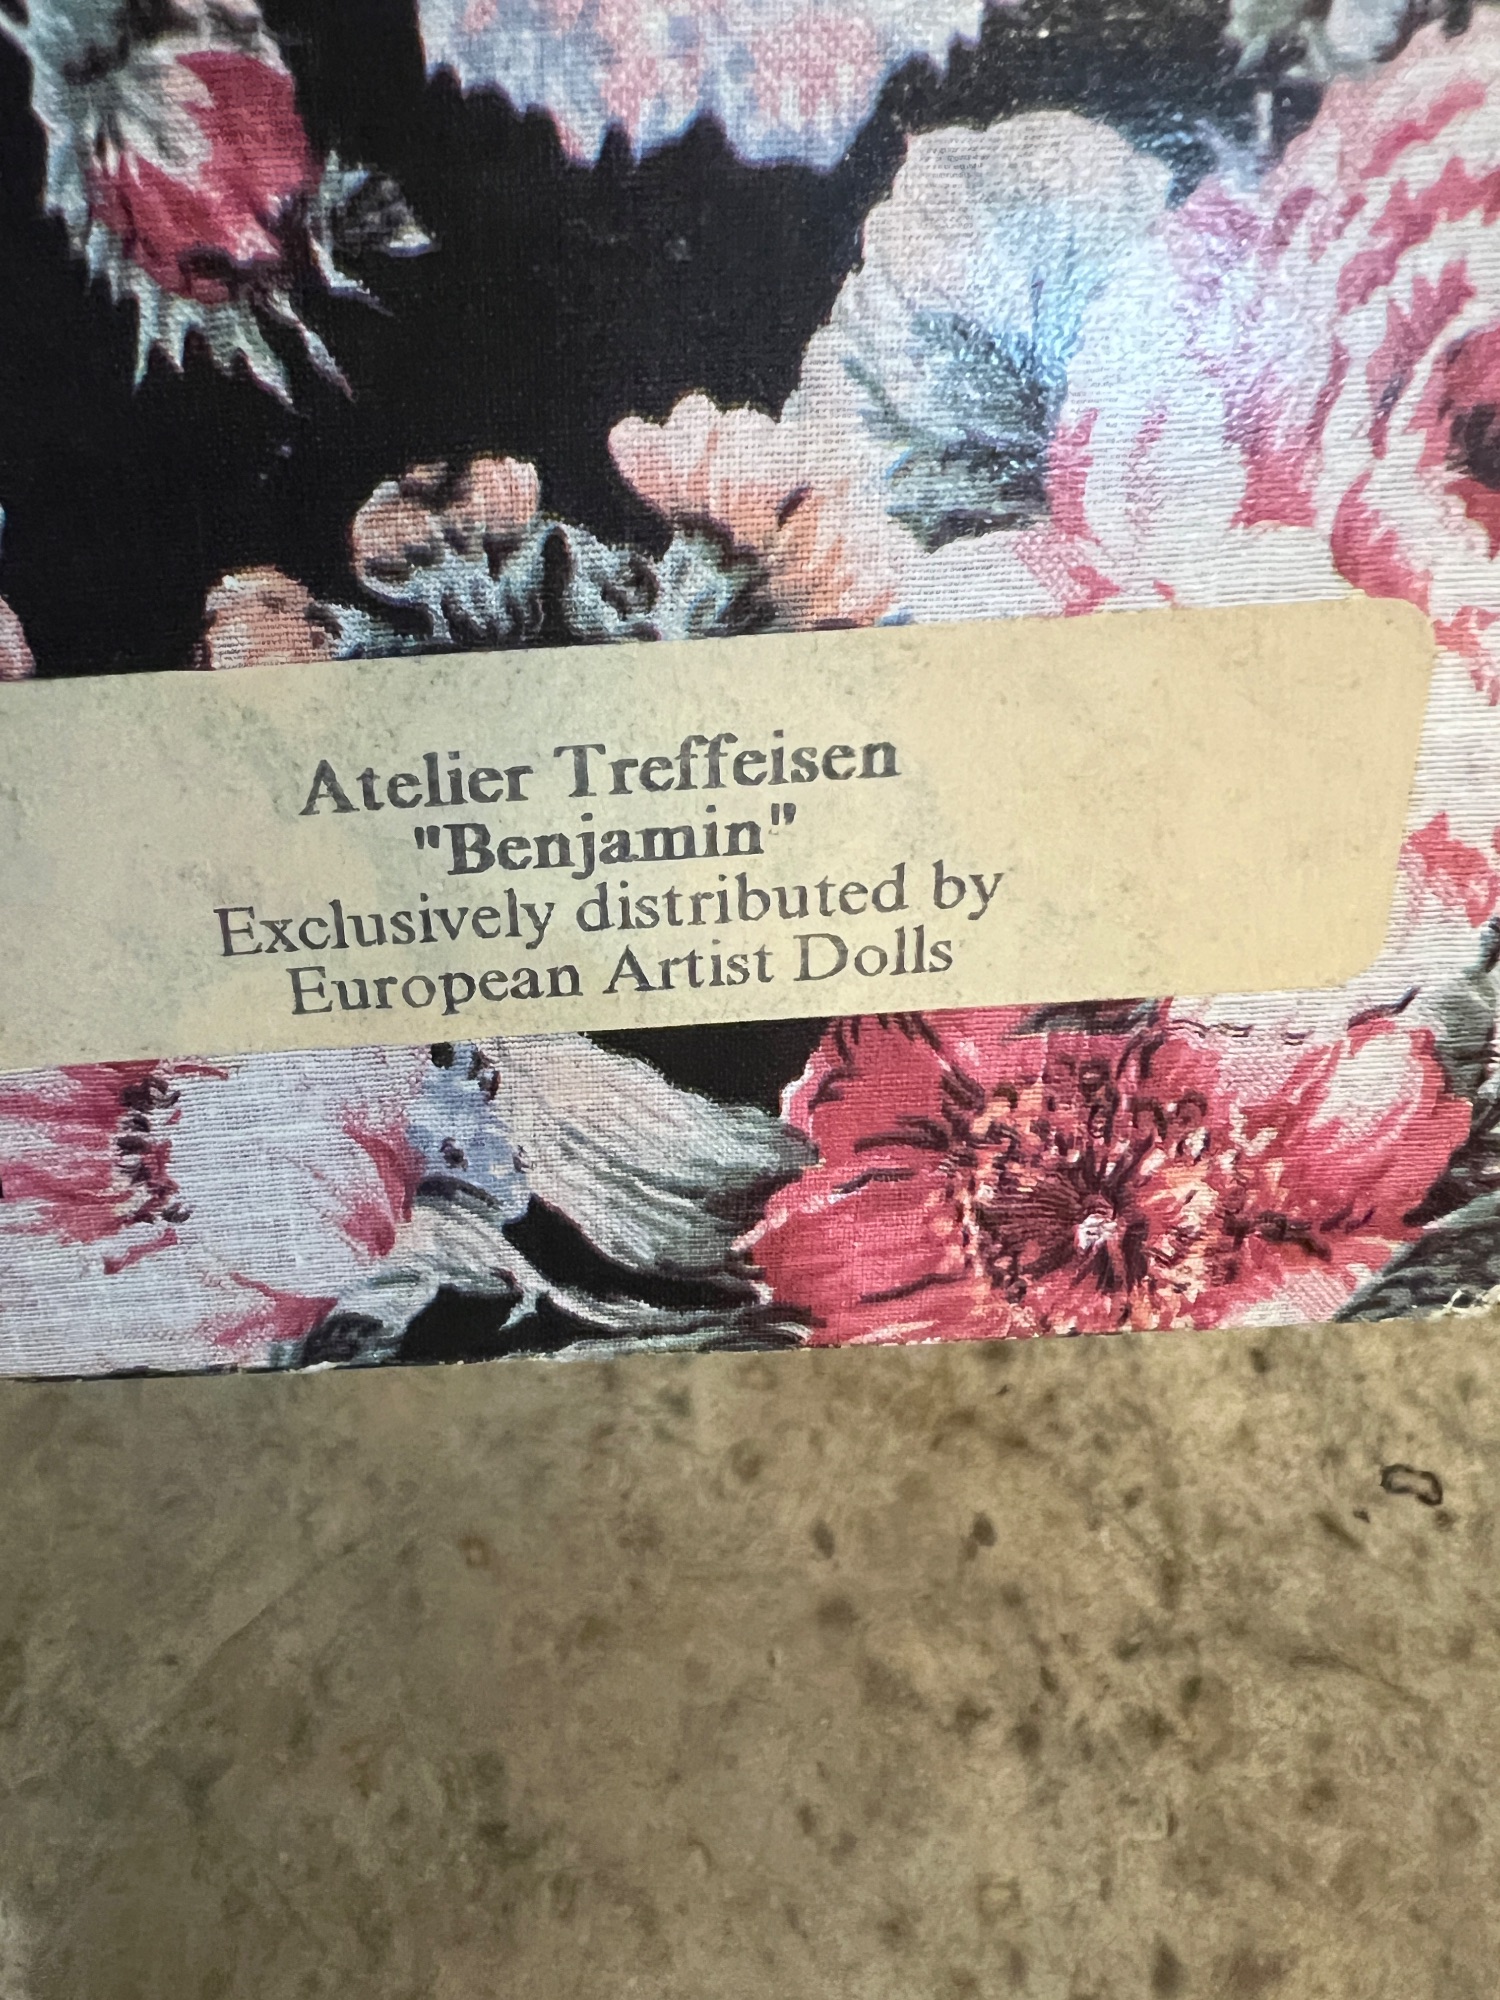 Atelier Treffeisen
"Benjamin"
Exclusively distributed by
European Artist Dolls